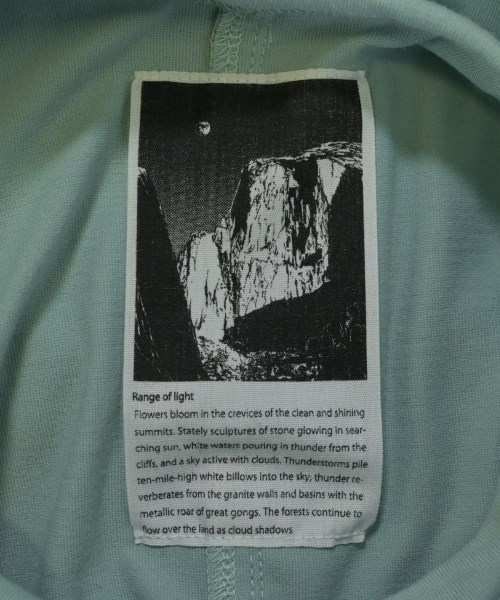 Range of light
Flowers bloom in the crevices of the clean and shining
summits. Stately sculptures of stone glowing in sear-
ching sun, white waters pouring in thunder from the
cliffs, and a sky active with clouds. Thunderstorms pile
ten-mile-high white billows into the sky; thunder re-
verberates from the granite walls and basins with the
metallic roar of great gongs. The forests continue to
flow over the land as cloud shadows.